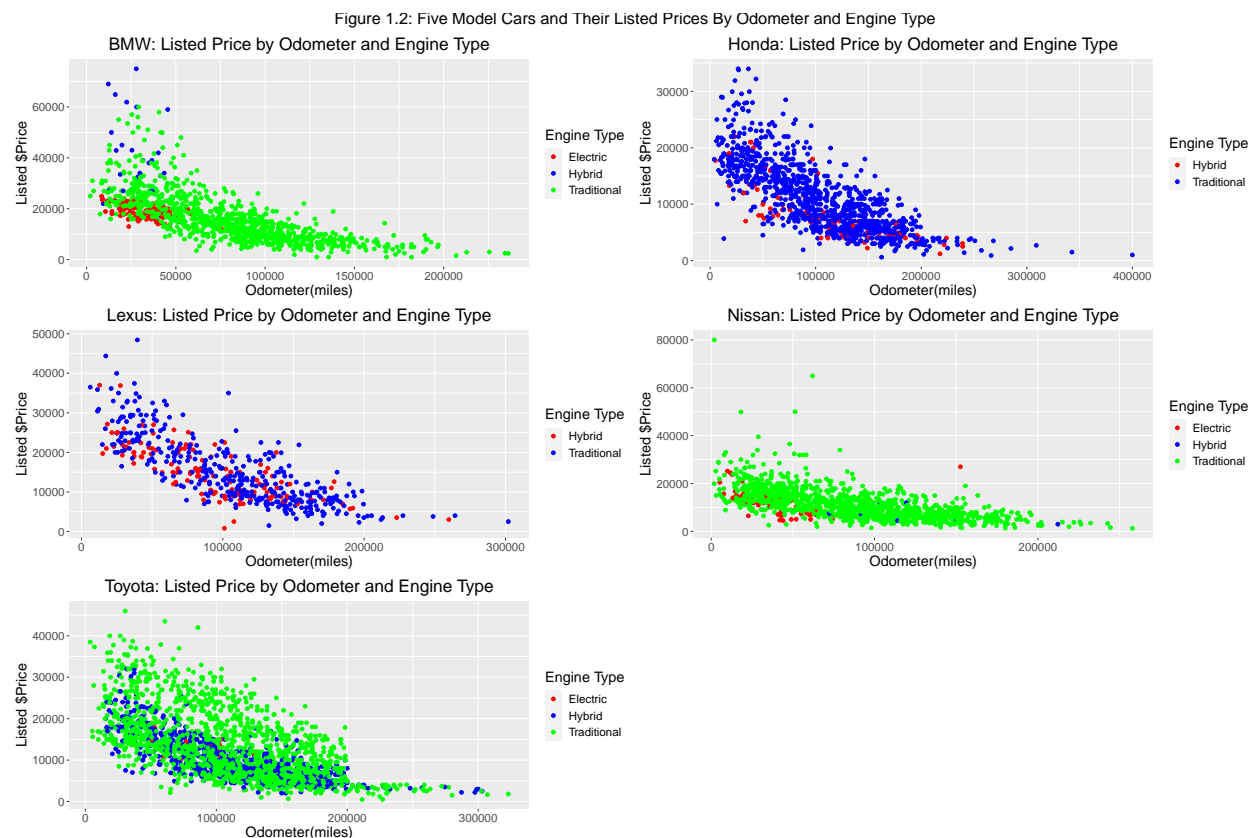 Figure 1.2: Five Model Cars and Their Listed Prices By Odometer and Engine Type
BMW: Listed Price by Odometer and Engine Type
Listed $Price
60000
40000
20000
0
0 50000 100000 150000 200000
Odometer(miles)
Engine Type
Electric
Hybrid
Traditional
Honda: Listed Price by Odometer and Engine Type
Listed $Price
30000
20000
10000
0
0 100000 200000 300000 400000
Odometer(miles)
Engine Type
Hybrid
Traditional
Lexus: Listed Price by Odometer and Engine Type
Listed $Price
50000
40000
30000
20000
10000
0
0 100000 200000 300000
Odometer(miles)
Engine Type
Hybrid
Traditional
Nissan: Listed Price by Odometer and Engine Type
Listed $Price
80000
60000
40000
20000
0
0 100000 200000
Odometer(miles)
Engine Type
Electric
Hybrid
Traditional
Toyota: Listed Price by Odometer and Engine Type
Listed $Price
40000
30000
20000
10000
0
0 100000 200000 300000
Odometer(miles)
Engine Type
Electric
Hybrid
Traditional